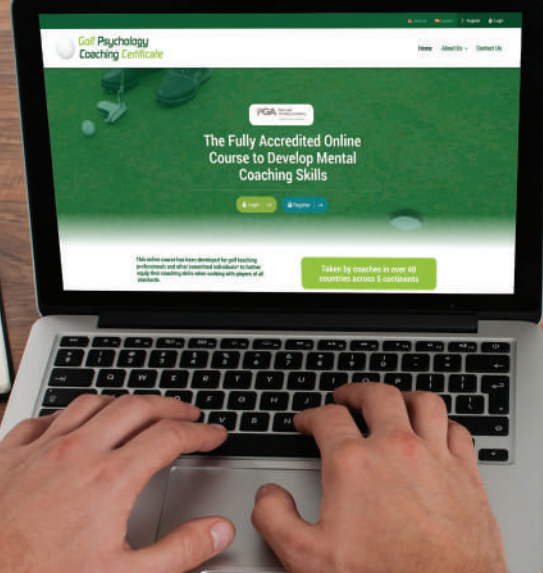 Register
Login
Golf Psychology
Coaching Certificate
Home
About Us
Contact Us
PGA
The Fully Accredited Online
Course to Develop Mental
Coaching Skills
Login
Register
This online course has been developed for golf teaching
professionals and other committed individuals* to further
equip their coaching skills when working with players of all
standards.
Taken by coaches in over 40
countries across 5 continents
Q W E R T Y U I O P